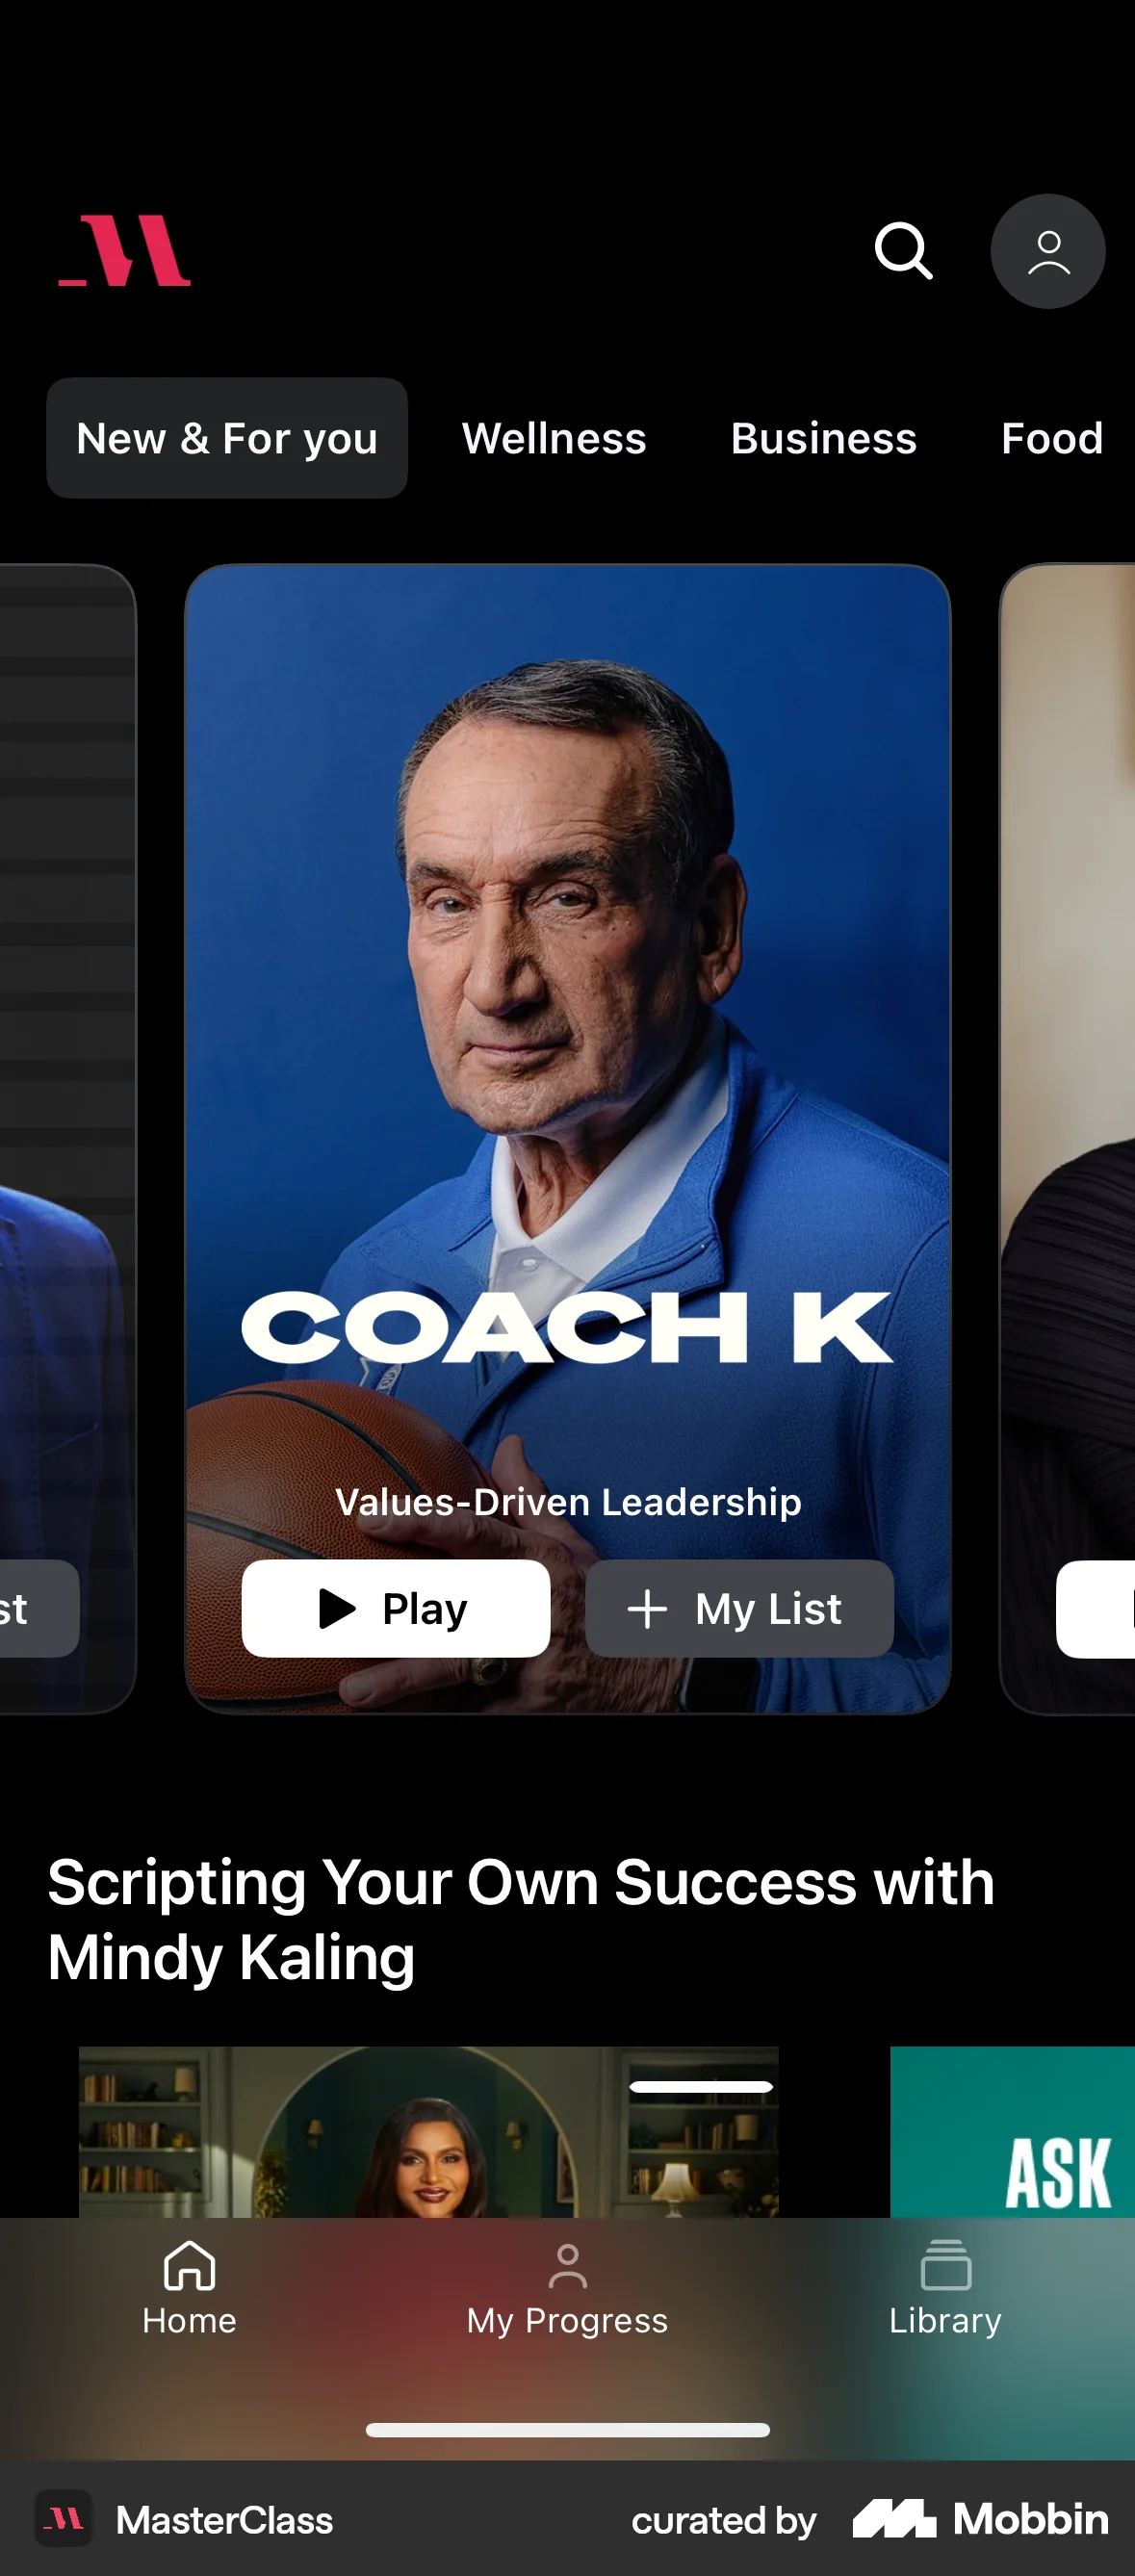 New & For you
Wellness
Business
Food
COACH K
Values-Driven Leadership
st
Play
My List
Scripting Your Own Success with
Mindy Kaling
ASK
Home
My Progress
Library
MasterClass
curated by
Mobbin